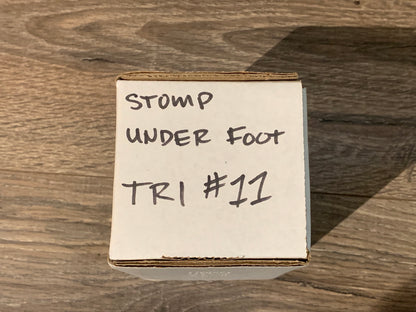 STOMP
UNDER FOOT
TRI #11